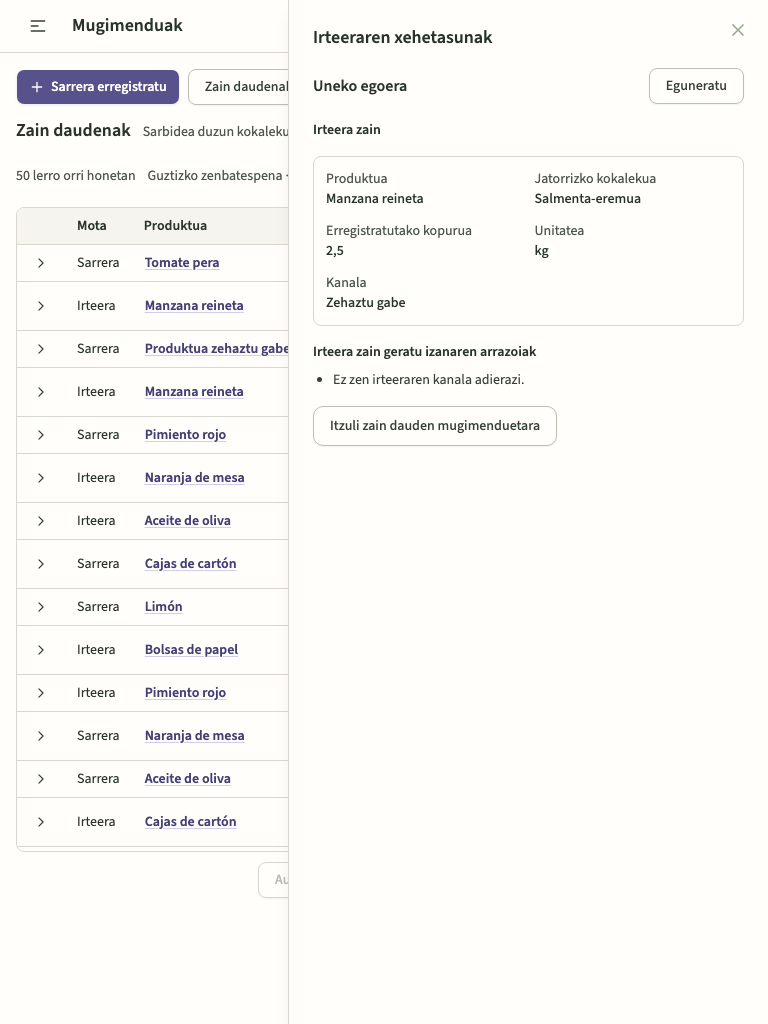 Mugimenduak
Sarrera erregistratu
Zain daudenak
Sarbidea duzun
50 lerro orri honetan
Guztizko zenbatespena
Mota
Produktua
Sarrera
Tomate pera
Irteera
Manzana reineta
Sarrera
Produktua zehaztu gabe
Irteera
Manzana reineta
Sarrera
Pimiento rojo
Irteera
Naranja de mesa
Irteera
Aceite de oliva
Sarrera
Cajas de cartón
Sarrera
Limón
Irteera
Bolsas de papel
Irteera
Pimiento rojo
Sarrera
Naranja de mesa
Sarrera
Aceite de oliva
Irteera
Cajas de cartón
Irteeraren xehetasunak
Uneko egoera
Eguneratu
Irteera zain
Produktua
Manzana reineta
Jatorrizko kokalekua
Salmenta-eremua
Erregistratutako kopurua
2,5
Unitatea
kg
Kanala
Zehaztu gabe
Irteera zain geratu izanaren arrazoiak
Ez zen irteeraren kanala adierazi.
Itzuli zain dauden mugimenduetara